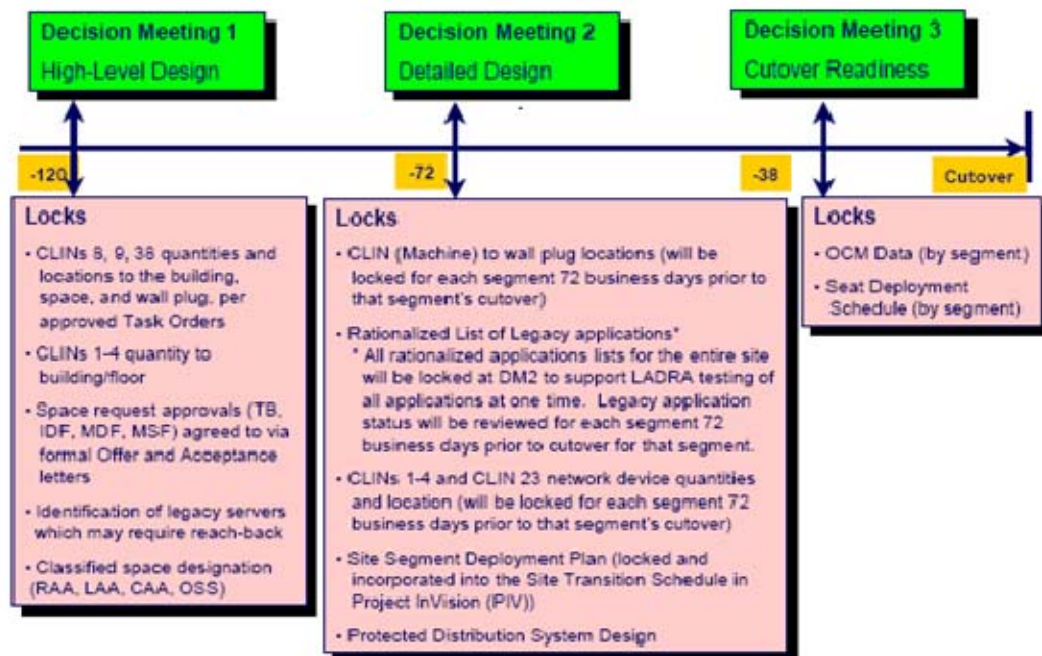 Decision Meeting 1
High-Level Design
Decision Meeting 2
Detailed Design
Decision Meeting 3
Cutover Readiness
-120
-72
-38
Cutover
Locks
• CLINs 8, 9, 38 quantities and
locations to the building,
space, and wall plug, per
approved Task Orders
• CLINs 1-4 quantity to
building/floor
• Space request approvals (TB,
IDF, MDF, MSF) agreed to via
formal Offer and Acceptance
letters
• Identification of legacy servers
which may require reach-back
• Classified space designation
(RAA, LAA, CAA, OSS)
Locks
• CLIN (Machine) to wall plug locations (will be
locked for each segment 72 business days prior to
that segment's cutover)
• Rationalized List of Legacy applications*
* All rationalized applications lists for the entire site
will be locked at DM2 to support LADRA testing of
all applications at one time. Legacy application
status will be reviewed for each segment 72
business days prior to cutover for that segment.
• CLINs 1-4 and CLIN 23 network device quantities
and location (will be locked for each segment 72
business days prior to that segment's cutover)
• Site Segment Deployment Plan (locked and
incorporated into the Site Transition Schedule in
Project InVision (PIV))
• Protected Distribution System Design
Locks
• OCM Data (by segment)
• Seat Deployment
Schedule (by segment)